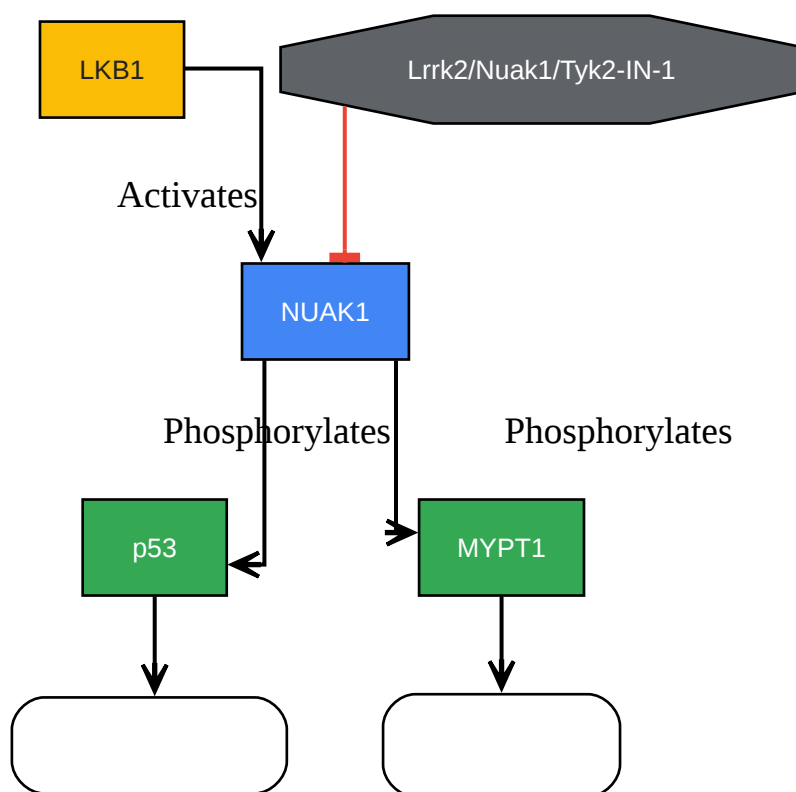 LKB1
Lrrk2/Nuak1/Tyk2-IN-1
Activates
NUAK1
Phosphorylates
Phosphorylates
p53
MYPT1